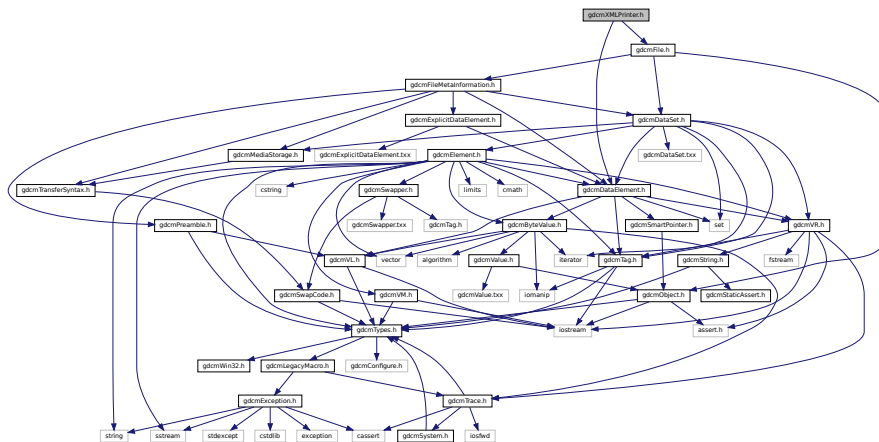 gdcmXMLPrinter.h
gdcmFile.h
gdcmFileMetaInformation.h
gdcmExplicitDataElement.h
gdcmDataSet.h
gdcmMediaStorage.h
gdcmExplicitDataElement.txx
gdcmElement.h
gdcmDataSet.txx
gdcmTransferSyntax.h
cstring
gdcmSwapper.h
limits
cmath
gdcmDataElement.h
gdcmPreamble.h
gdcmSwapper.txx
gdcmTag.h
gdcmByteValue.h
gdcmSmartPointer.h
set
gdcmVR.h
gdcmVL.h
vector
algorithm
gdcmValue.h
iterator
gdcmTag.h
gdcmString.h
fstream
gdcmSwapCode.h
gdcmVM.h
gdcmValue.txx
iomanip
gdcmObject.h
gdcmStaticAssert.h
gdcmTypes.h
iostream
assert.h
gdcmWin32.h
gdcmLegacyMacro.h
gdcmConfigure.h
gdcmException.h
gdcmTrace.h
string
sstream
stdexcept
cstdlib
exception
cassert
gdcmSystem.h
iosfwd